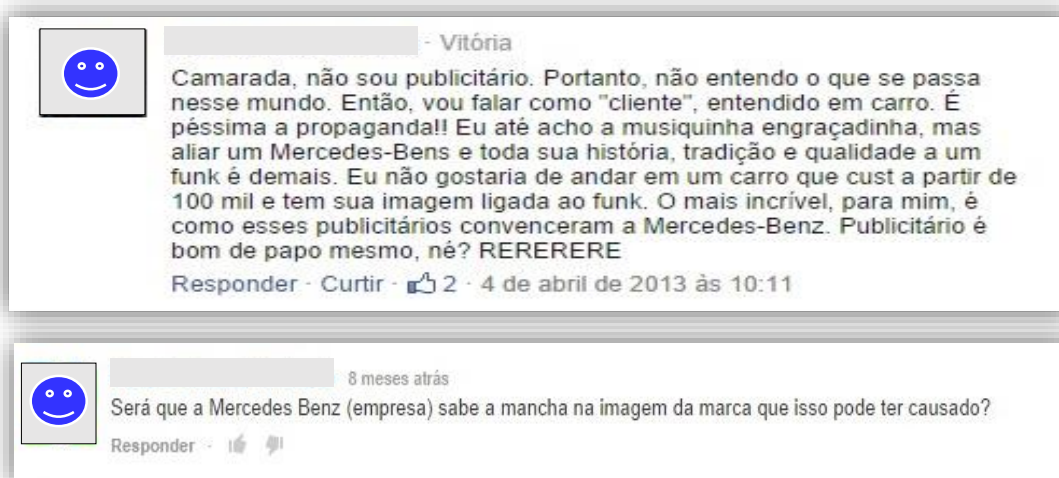 · Vitória
Camarada, não sou publicitário. Portanto, não entendo o que se passa
nesse mundo. Então, vou falar como "cliente", entendido em carro. É
péssima a propaganda!! Eu até acho a musiquinha engraçadinha, mas
aliar um Mercedes-Bens e toda sua história, tradição e qualidade a um
funk é demais. Eu não gostaria de andar em um carro que cust a partir de
100 mil e tem sua imagem ligada ao funk. O mais incrível, para mim, é
como esses publicitários convenceram a Mercedes-Benz. Publicitário é
bom de papo mesmo, né? RERERERE
Responder · Curtir · 2 · 4 de abril de 2013 às 10:11
8 meses atrás
Será que a Mercedes Benz (empresa) sabe a mancha na imagem da marca que isso pode ter causado?
Responder ·